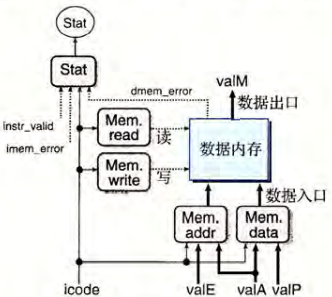 Stat
Stat
valM
dmem_error
数据出口
instr_valid
Mem.
read
读
imem_error
数据内存
Mem.
write
写
数据入口
Mem.
addr
Mem.
data
icode
valE
valA
valP